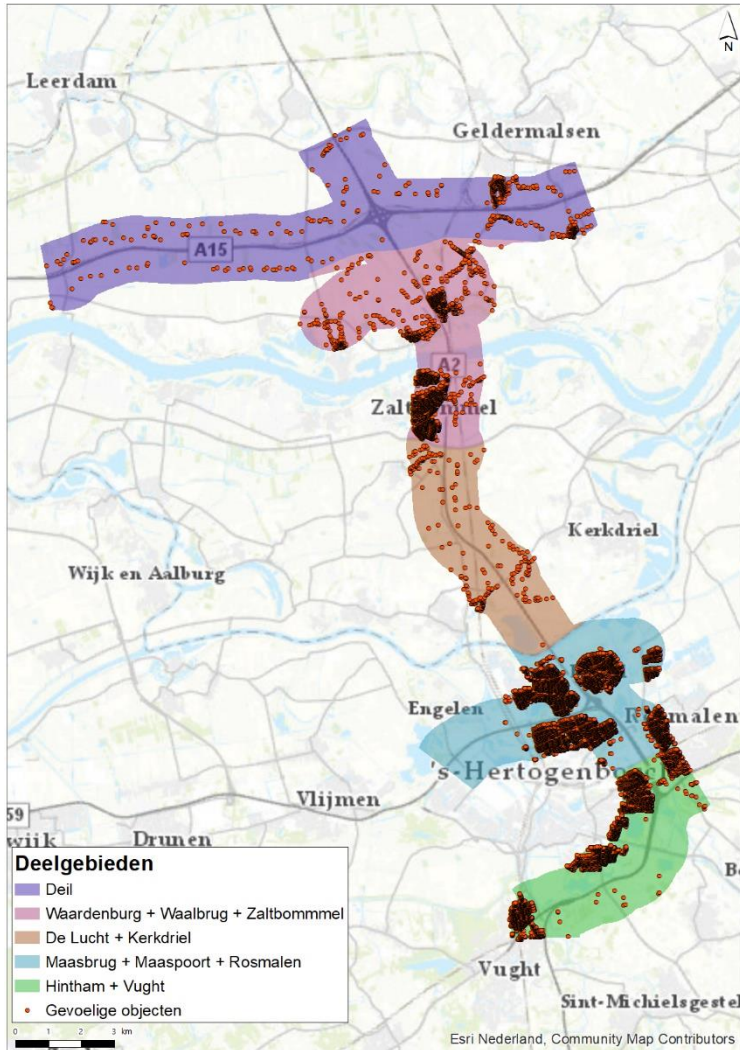 N
Leerdam
Geldermalsen
A15
A2
Kerkdriel
Wijk en Aalburg
Engelen
's-Hertogenbosch
Vlijmen
59
wijk
Drunen
Deelgebieden
Deil
Waardenburg + Waalbrug + Zaltbommmel
De Lucht + Kerkdriel
Maasbrug + Maaspoort + Rosmalen
Hintham + Vught
Gevoelige objecten
Vught
Sint-Michielsgestel
0 1 2 3 km
Esri Nederland, Community Map Contributors